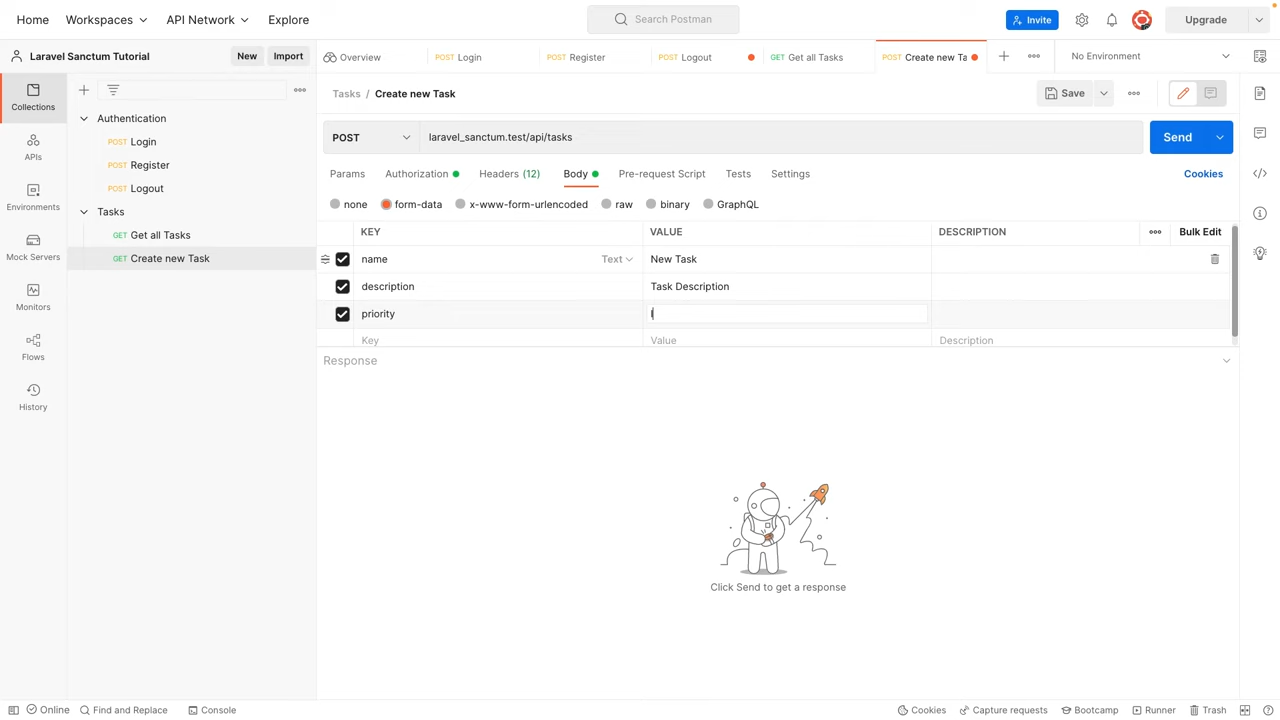 Home Workspaces API Network Explore Search Postman Invite Upgrade
Laravel Sanctum Tutorial New Import Overview POST Login POST Register POST Logout GET Get all Tasks POST Create new Ta No Environment
Collections
APIs
Environments
Mock Servers
Monitors
Flows
History
Authentication
POST Login
POST Register
POST Logout
Tasks
GET Get all Tasks
GET Create new Task
Tasks / Create new Task Save
POST laravel_sanctum.test/api/tasks Send
Params Authorization Headers (12) Body Pre-request Script Tests Settings Cookies
none form-data x-www-form-urlencoded raw binary GraphQL
KEY VALUE DESCRIPTION Bulk Edit
name Text New Task
description Task Description
priority
Key Value Description
Response
Click Send to get a response
Online Find and Replace Console Cookies Capture requests Bootcamp Runner Trash